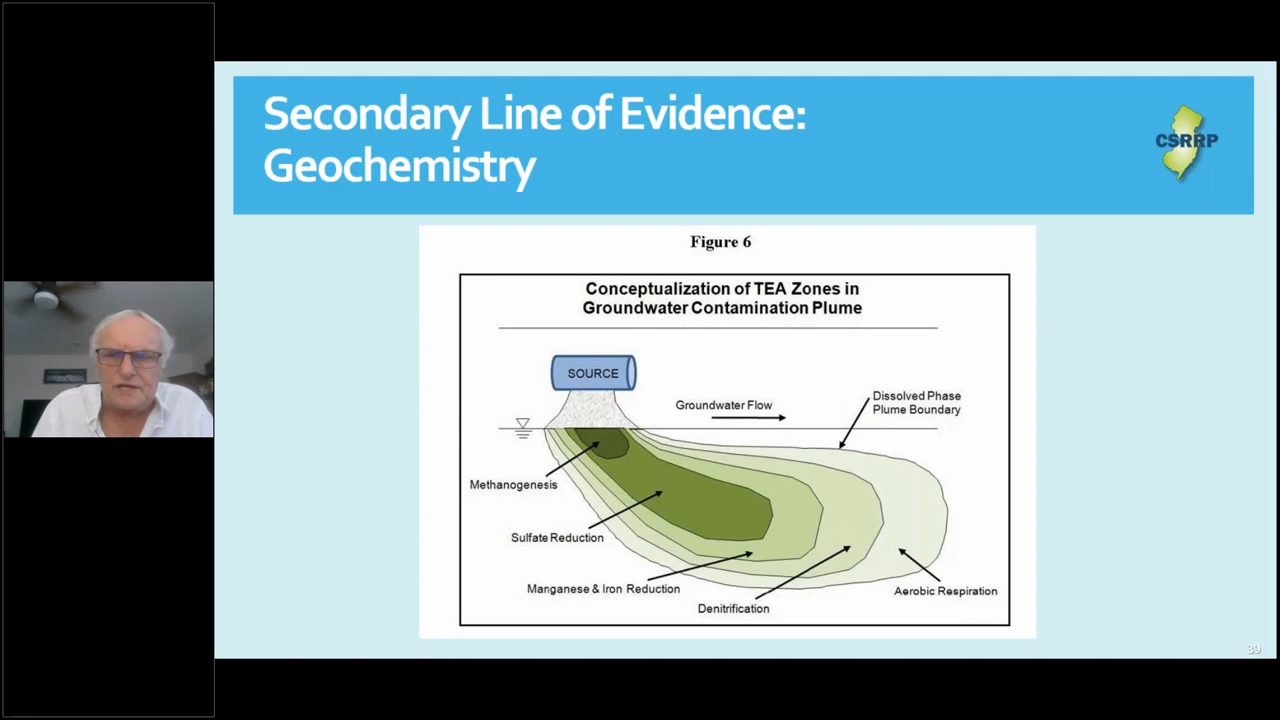 Secondary Line of Evidence:
Geochemistry
CSRRP
Figure 6
Conceptualization of TEA Zones in
Groundwater Contamination Plume
SOURCE
Groundwater Flow
Dissolved Phase
Plume Boundary
Methanogenesis
Sulfate Reduction
Manganese & Iron Reduction
Denitrification
Aerobic Respiration
39